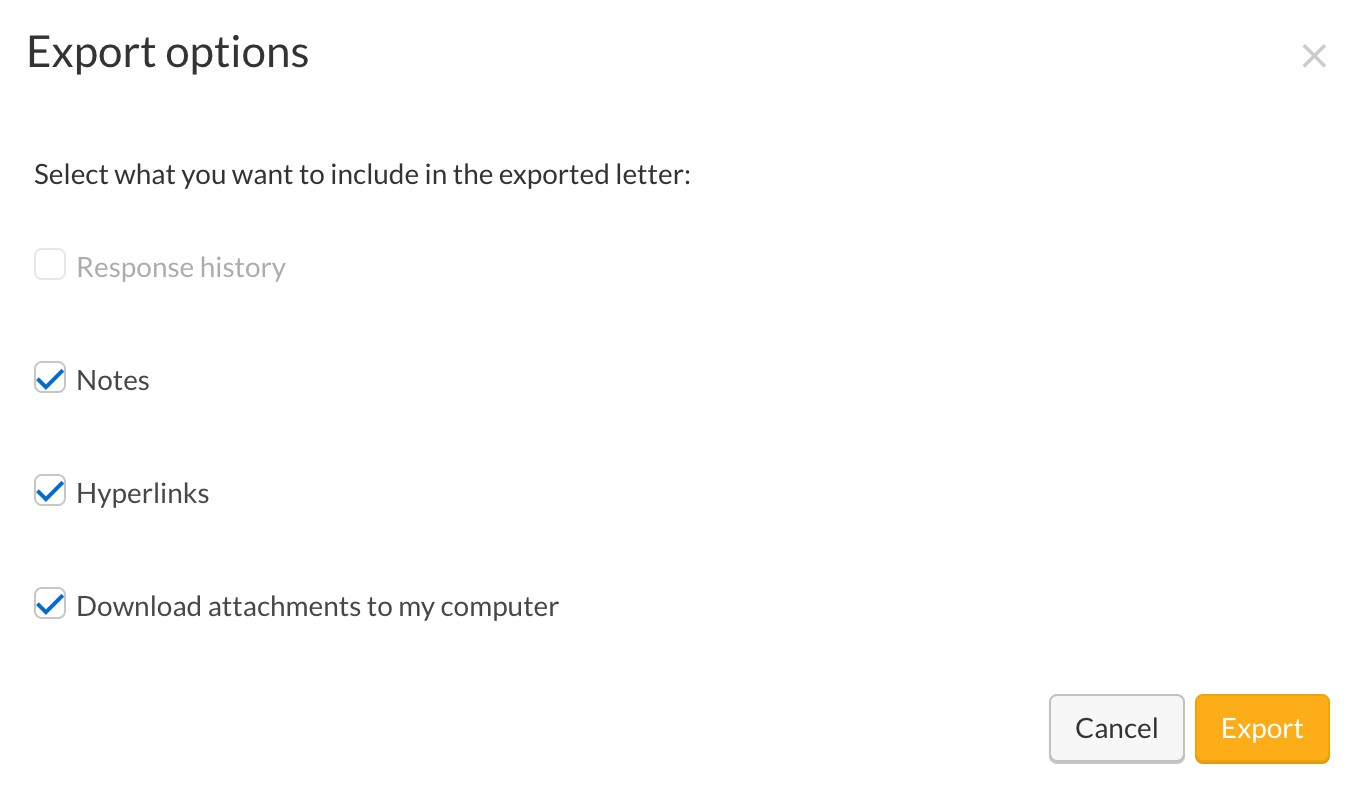 Export options
Select what you want to include in the exported letter:
Response history
Notes
Hyperlinks
Download attachments to my computer
Cancel
Export